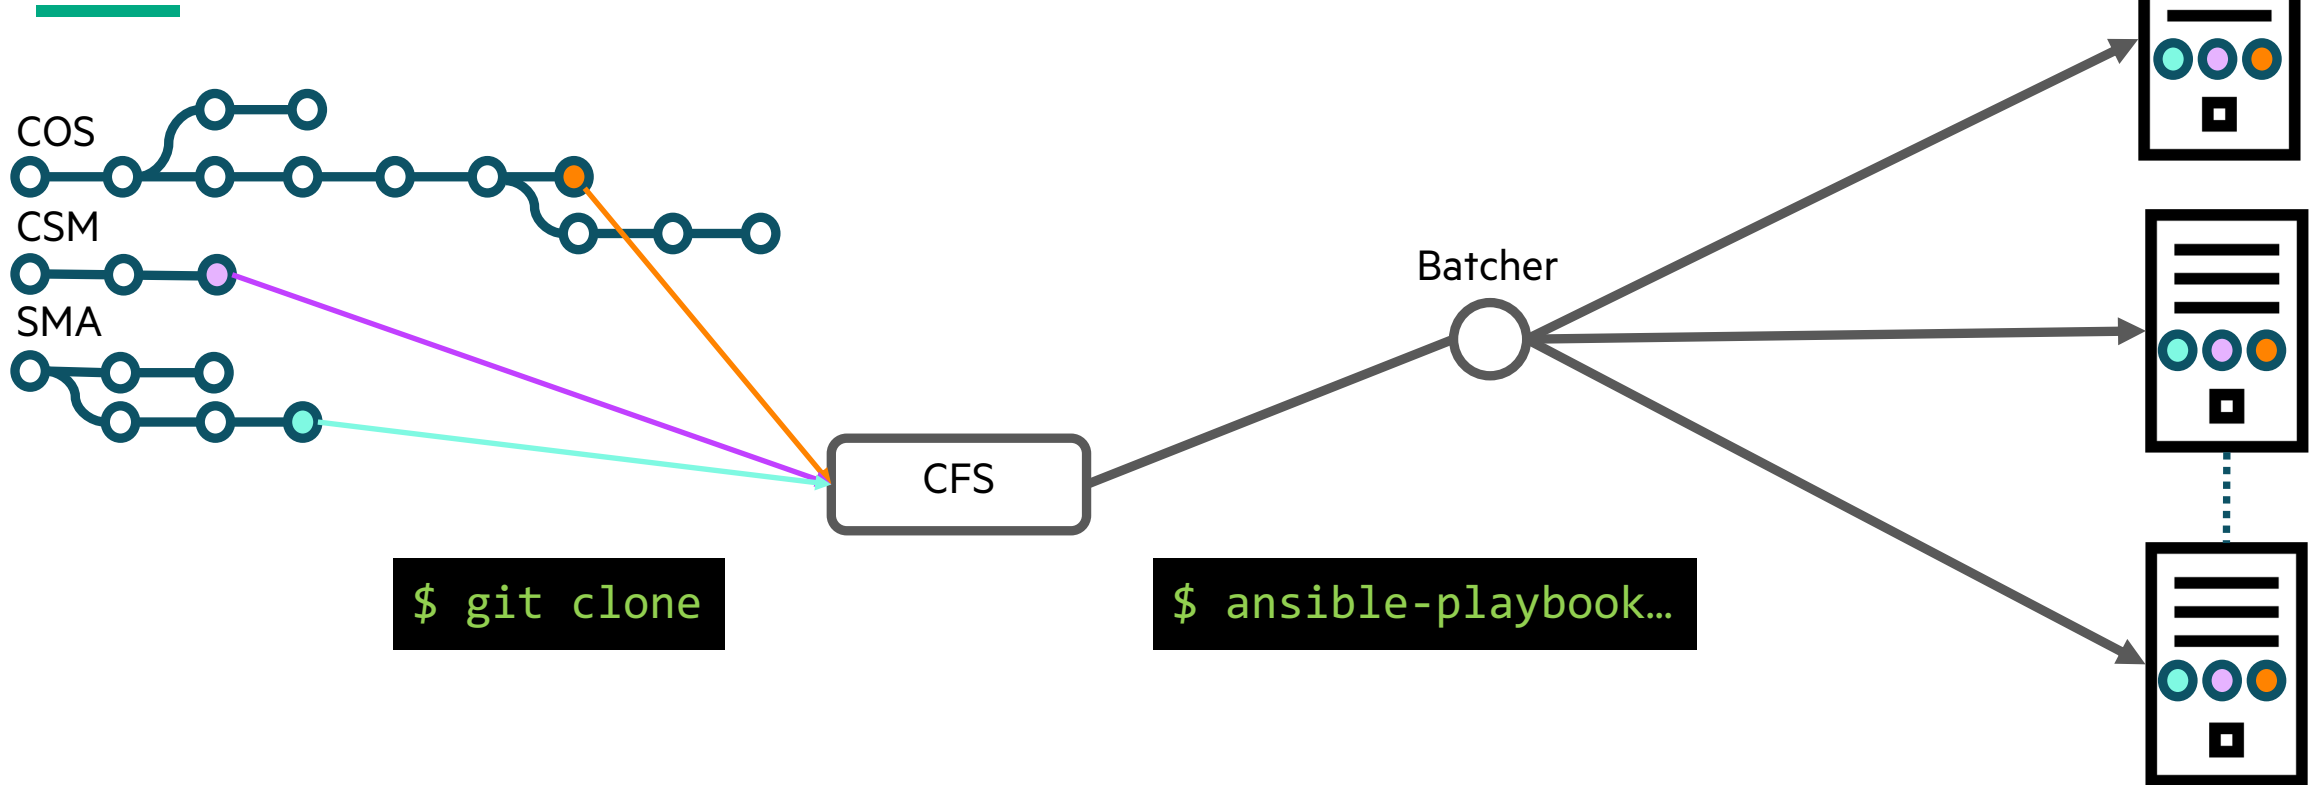 COS
CSM
SMA
Batcher
CFS
$ git clone
$ ansible-playbook…